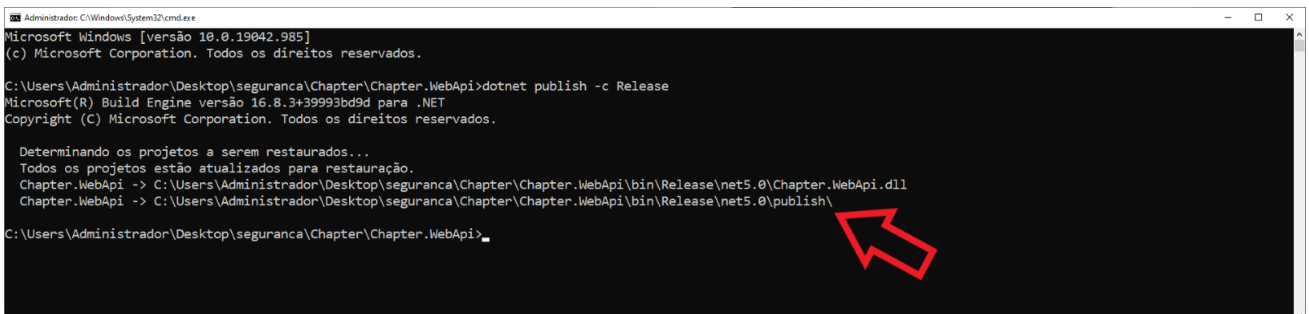 Administrador: C:\Windows\System32\cmd.exe
Microsoft Windows [versão 10.0.19042.985]
(c) Microsoft Corporation. Todos os direitos reservados.
C:\Users\Administrador\Desktop\seguranca\Chapter\Chapter.WebApi>dotnet publish -c Release
Microsoft(R) Build Engine versão 16.8.3+39993bd9d para .NET
Copyright (C) Microsoft Corporation. Todos os direitos reservados.
Determinando os projetos a serem restaurados...
Todos os projetos estão atualizados para restauração.
Chapter.WebApi -> C:\Users\Administrador\Desktop\seguranca\Chapter\Chapter.WebApi\bin\Release\net5.0\Chapter.WebApi.dll
Chapter.WebApi -> C:\Users\Administrador\Desktop\seguranca\Chapter\Chapter.WebApi\bin\Release\net5.0\publish\
C:\Users\Administrador\Desktop\seguranca\Chapter\Chapter.WebApi>